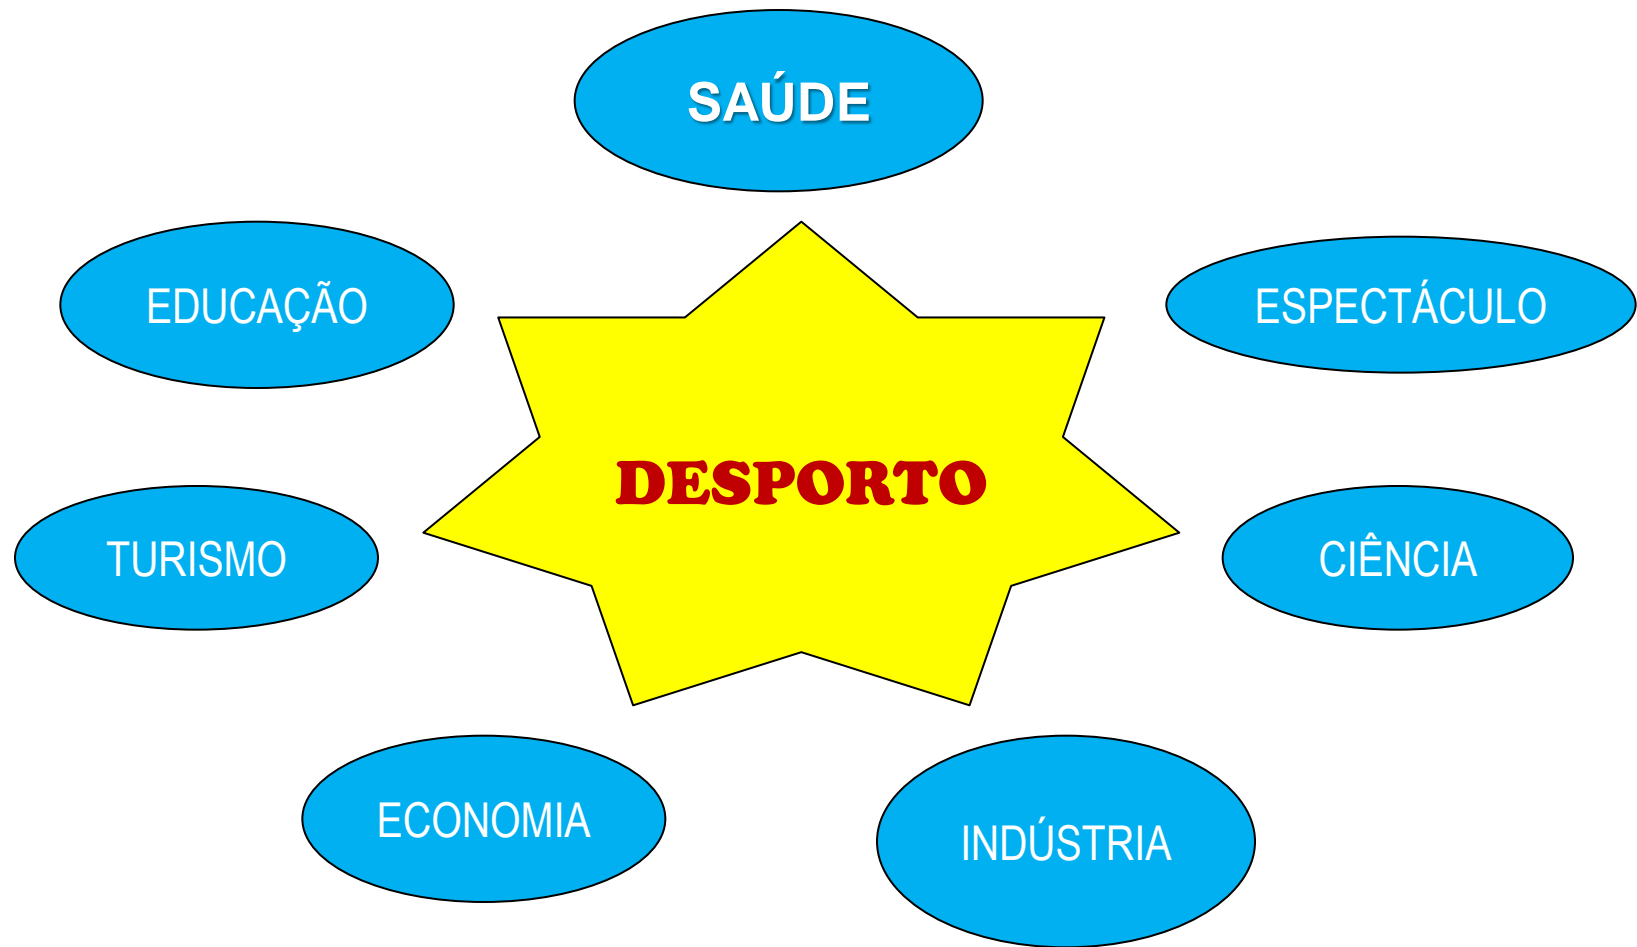 SAÚDE
EDUCAÇÃO
ESPECTÁCULO
DESPORTO
TURISMO
CIÊNCIA
ECONOMIA
INDÚSTRIA